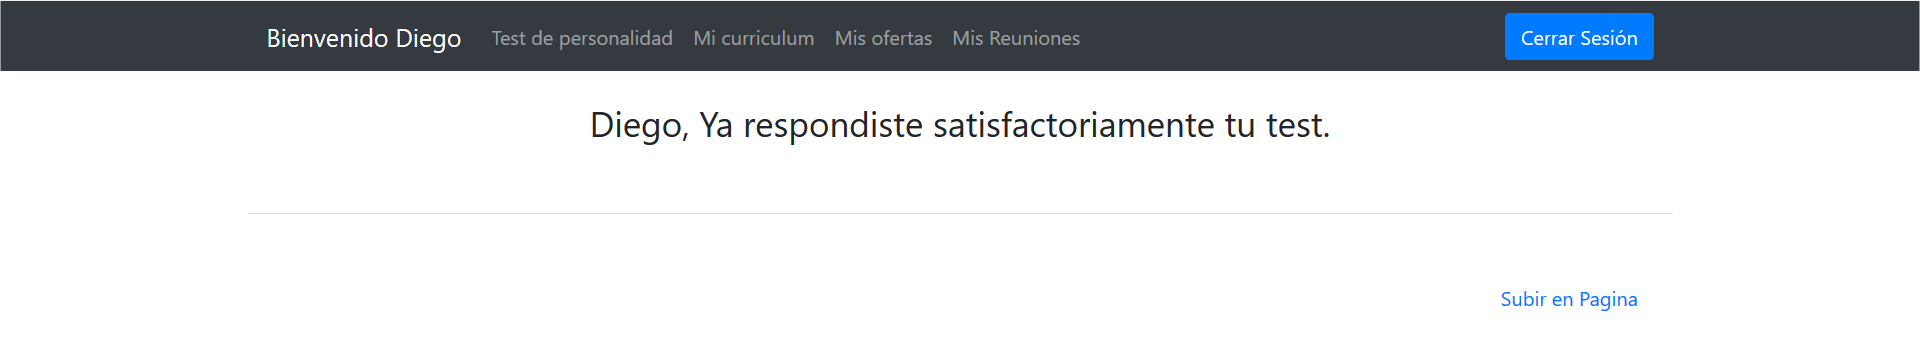 Bienvenido Diego Test de personalidad Mi curriculum Mis ofertas Mis Reuniones Cerrar Sesión
Diego, Ya respondiste satisfactoriamente tu test.
Subir en Pagina